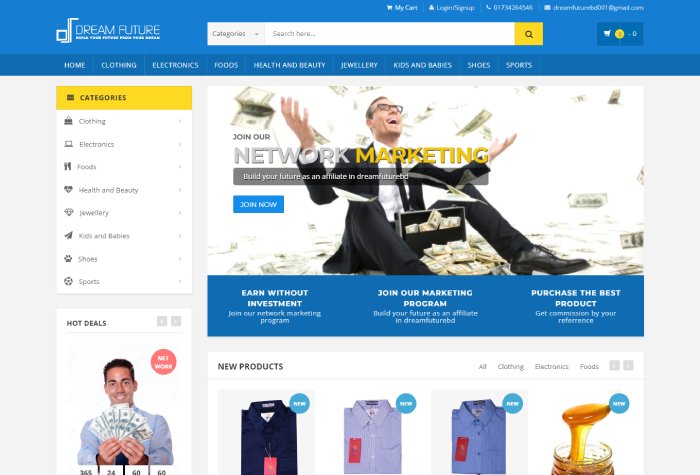 My Cart
Login/Signup
01734264546
dreamfuturebd001@gmail.com
DREAM FUTURE
BUILD YOUR FUTURE FROM YOUR DREAM
Categories
Search here...
0
- 0
HOME
CLOTHING
ELECTRONICS
FOODS
HEALTH AND BEAUTY
JEWELLERY
KIDS AND BABIES
SHOES
SPORTS
CATEGORIES
Clothing
Electronics
Foods
Health and Beauty
Jewellery
Kids and Babies
Shoes
Sports
JOIN OUR
NETWORK MARKETING
Build your future as an affiliate in dreamfuturebd
JOIN NOW
EARN WITHOUT
INVESTMENT
Join our network marketing
program
JOIN OUR MARKETING
PROGRAM
Build your future as an affiliate
in dreamfuturebd
PURCHASE THE BEST
PRODUCT
Get commission by your
referrence
HOT DEALS
NET
WORK
365
24
60
60
NEW PRODUCTS
All
Clothing
Electronics
Foods
NEW
NEW
NEW
NEW